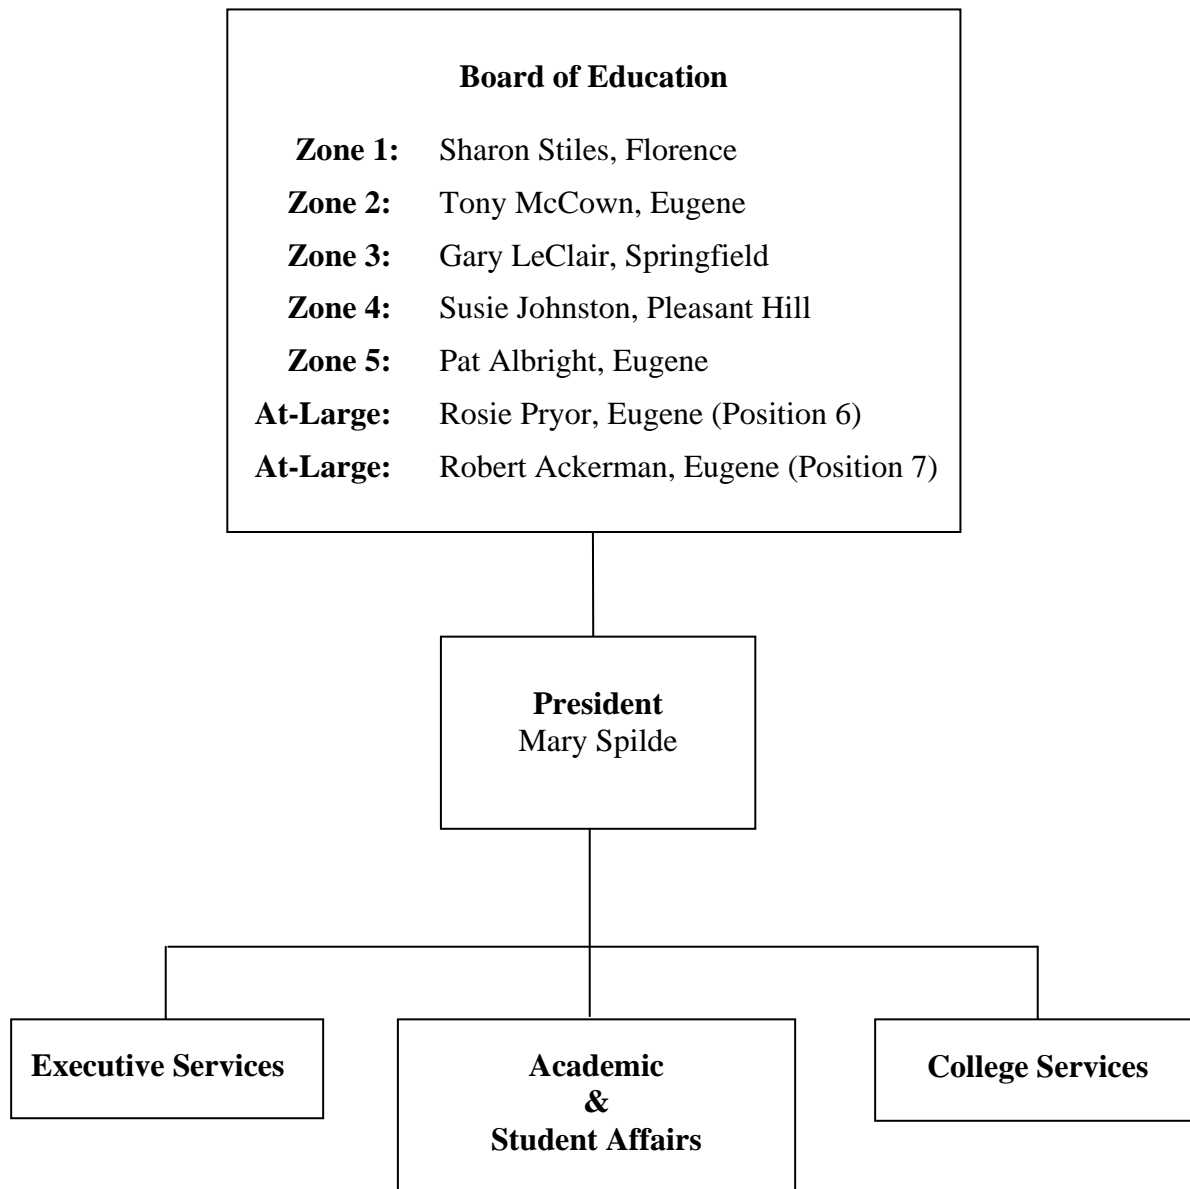 Board of Education
Zone 1: Sharon Stiles, Florence
Zone 2: Tony McCown, Eugene
Zone 3: Gary LeClair, Springfield
Zone 4: Susie Johnston, Pleasant Hill
Zone 5: Pat Albright, Eugene
At-Large: Rosie Pryor, Eugene (Position 6)
At-Large: Robert Ackerman, Eugene (Position 7)
President
Mary Spilde
Executive Services
Academic
&
Student Affairs
College Services